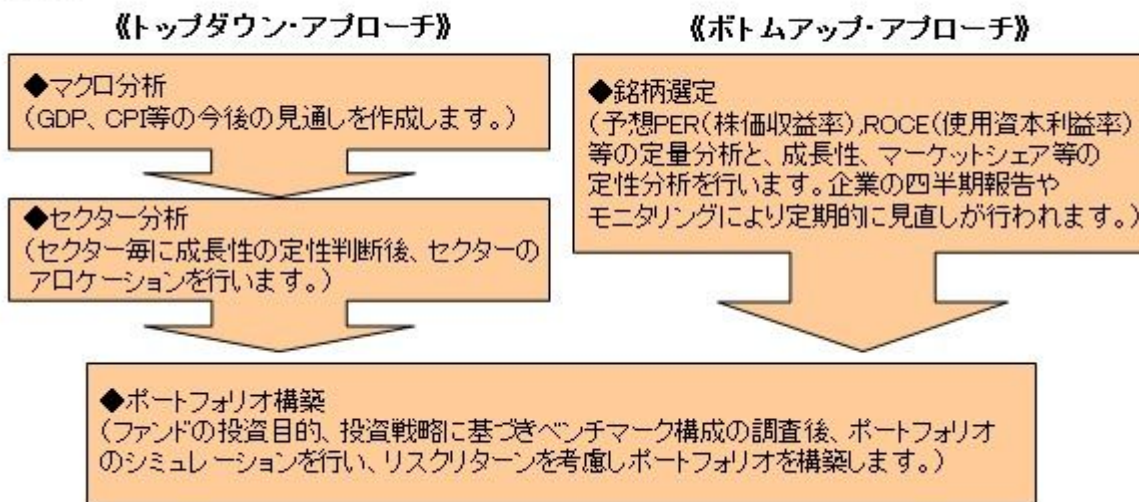 《トップダウン・アプローチ》
◆マクロ分析
(GDP、CPI等の今後の見通しを作成します。)
◆セクター分析
(セクター毎に成長性の定性判断後、セクターの
アロケーションを行います。)
《ボトムアップ・アプローチ》
◆銘柄選定
(予想PER(株価収益率),ROCE(使用資本利益率)
等の定量分析と、成長性、マーケットシェア等の
定性分析を行います。企業の四半期報告や
モニタリングにより定期的に見直しが行われます。)
◆ポートフォリオ構築
(ファンドの投資目的、投資戦略に基づきベンチマーク構成の調査後、ポートフォリオ
のシミュレーションを行い、リスクリターンを考慮しポートフォリオを構築します。)